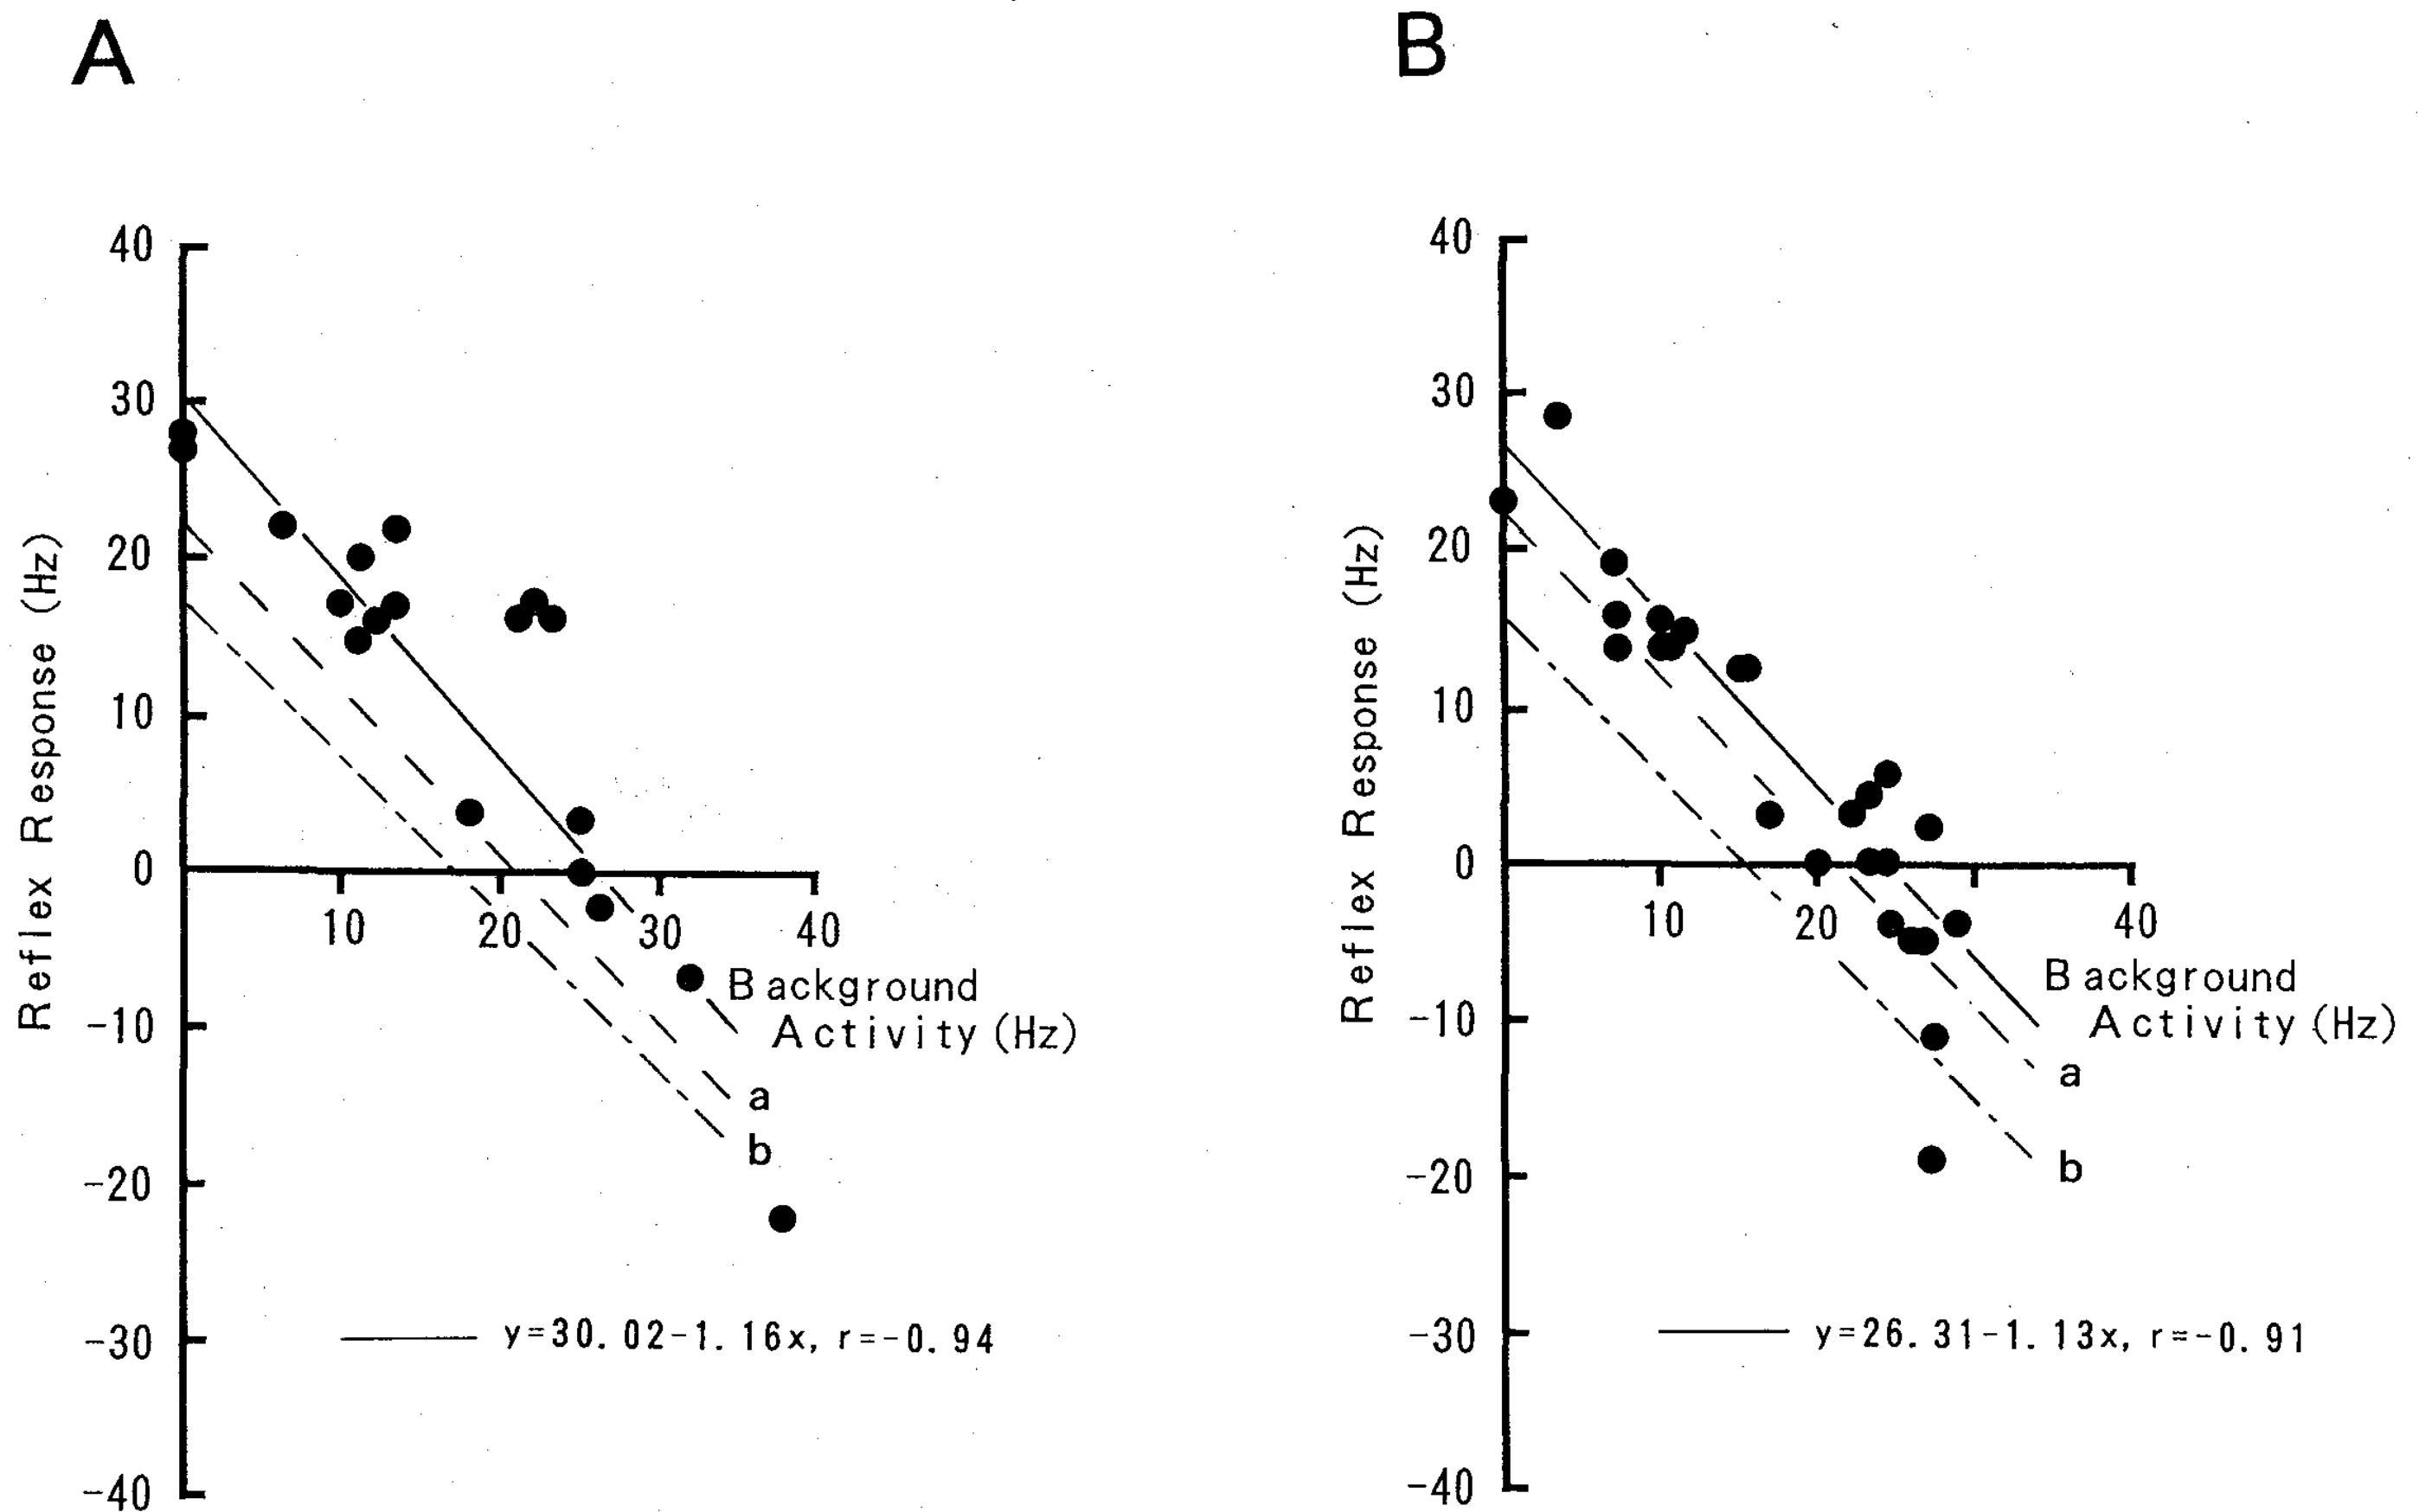 A
40
30
20
10
0
-10
-20
-30
-40
Reflex Response (Hz)
10
20
30
40
Background
Activity (Hz)
a
b
y=30.02-1.16x, r=-0.94
B
40
30
20
10
0
-10
-20
-30
-40
Reflex Response (Hz)
10
20
40
Background
Activity (Hz)
a
b
y=26.31-1.13x, r=-0.91